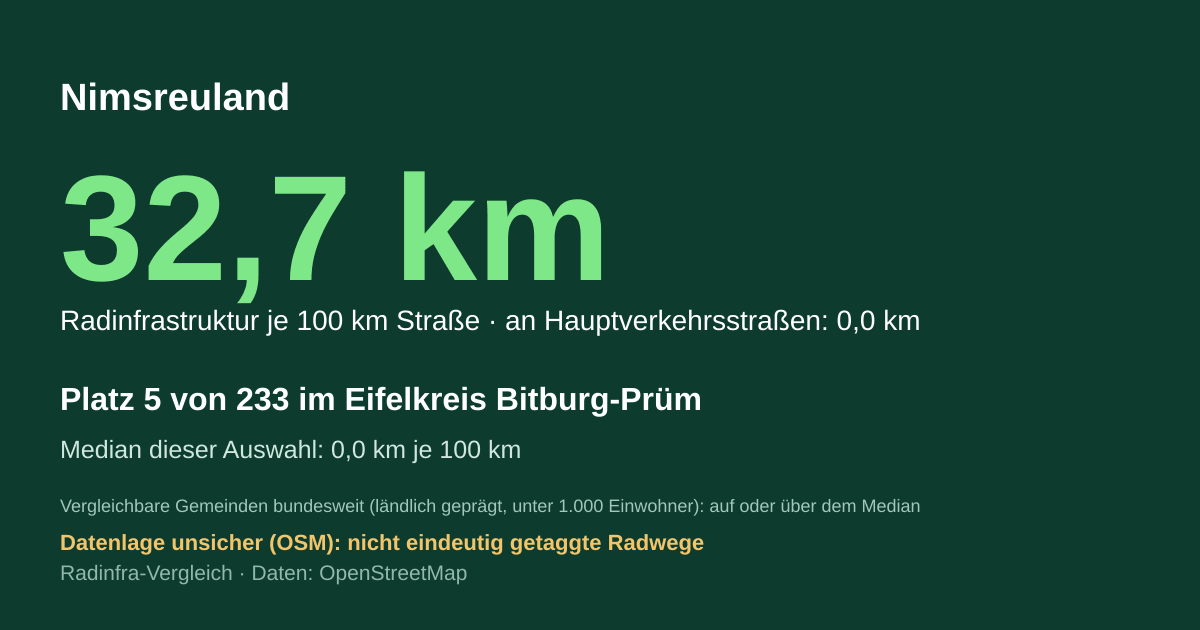 Nimsreuland
32,7 km
Radinfrastruktur je 100 km Straße · an Hauptverkehrsstraßen: 0,0 km
Platz 5 von 233 im Eifelkreis Bitburg-Prüm
Median dieser Auswahl: 0,0 km je 100 km
Vergleichbare Gemeinden bundesweit (ländlich geprägt, unter 1.000 Einwohner): auf oder über dem Median
Datenlage unsicher (OSM): nicht eindeutig getaggte Radwege
Radinfra-Vergleich · Daten: OpenStreetMap